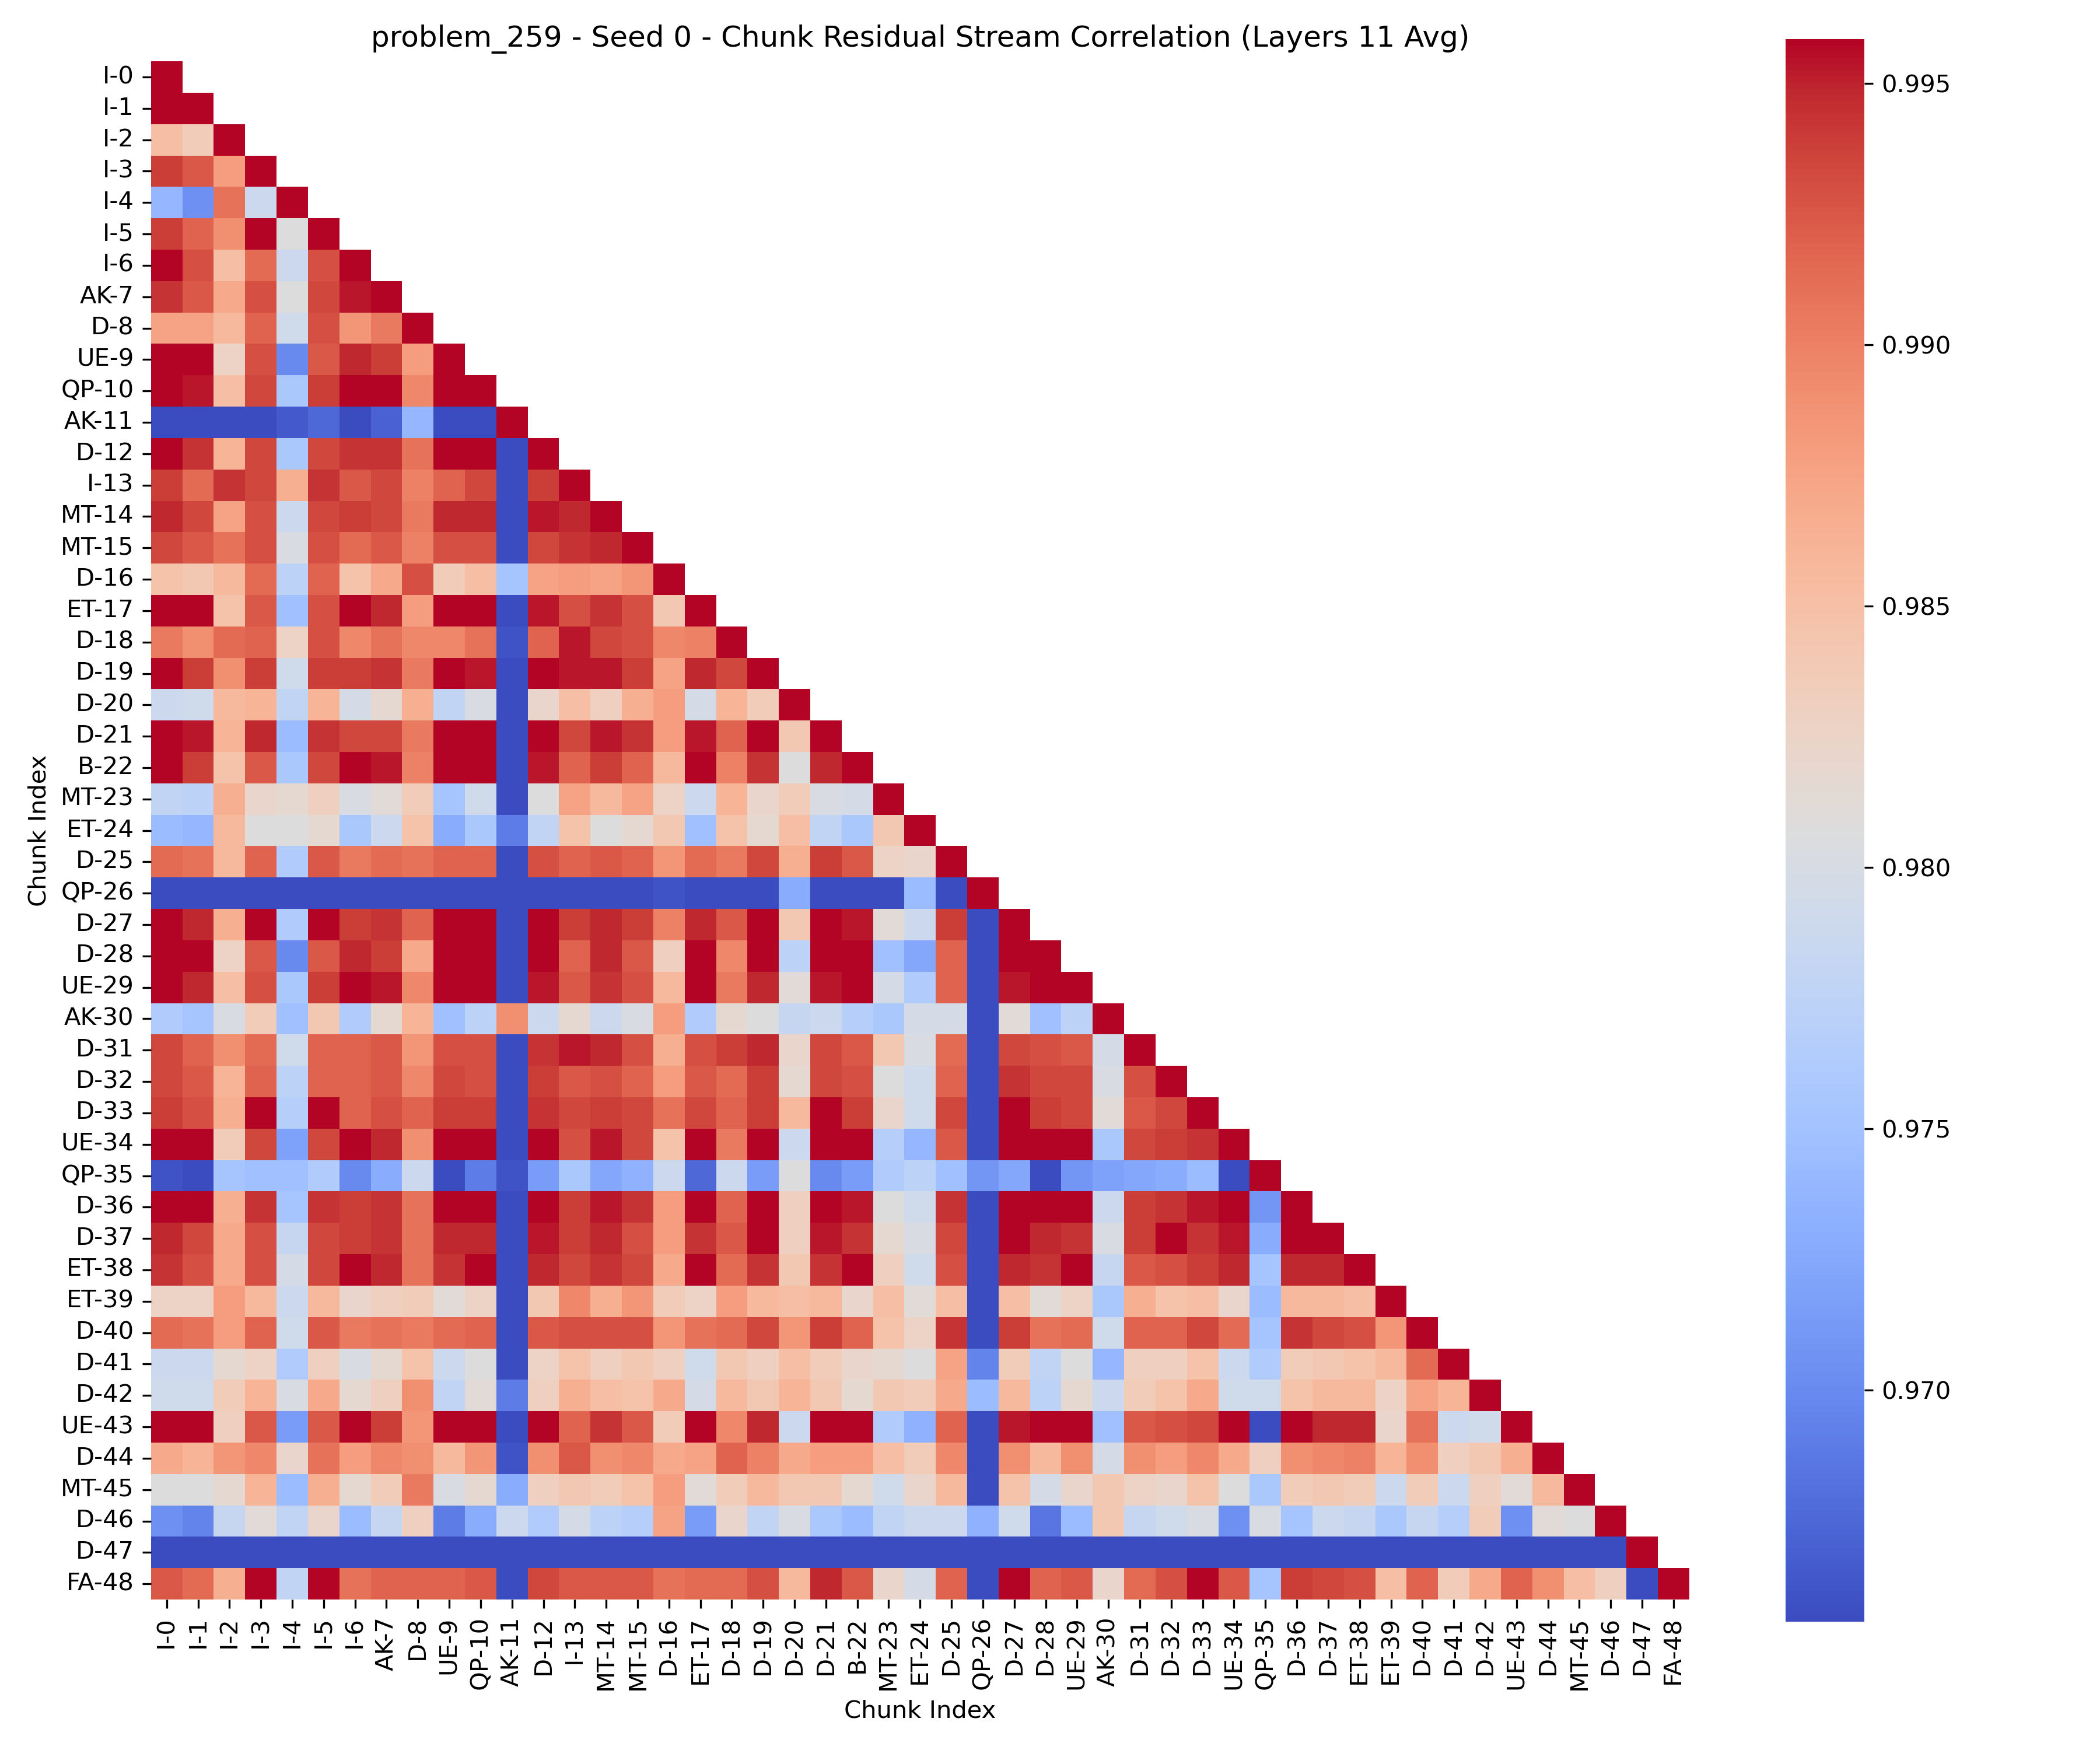 problem_259 - Seed 0 - Chunk Residual Stream Correlation (Layers 11 Avg)
Chunk Index
I-0
I-1
I-2
I-3
I-4
I-5
I-6
AK-7
D-8
UE-9
QP-10
AK-11
D-12
I-13
MT-14
MT-15
D-16
ET-17
D-18
D-19
D-20
D-21
B-22
MT-23
ET-24
D-25
QP-26
D-27
D-28
UE-29
AK-30
D-31
D-32
D-33
UE-34
QP-35
D-36
D-37
ET-38
ET-39
D-40
D-41
D-42
UE-43
D-44
MT-45
D-46
D-47
FA-48
I-0 I-1 I-2 I-3 I-4 I-5 I-6 AK-7 D-8 UE-9 QP-10 AK-11 D-12 I-13 MT-14 MT-15 D-16 ET-17 D-18 D-19 D-20 D-21 B-22 MT-23 ET-24 D-25 QP-26 D-27 D-28 UE-29 AK-30 D-31 D-32 D-33 UE-34 QP-35 D-36 D-37 ET-38 ET-39 D-40 D-41 D-42 UE-43 D-44 MT-45 D-46 D-47 FA-48
Chunk Index
0.995
0.990
0.985
0.980
0.975
0.970